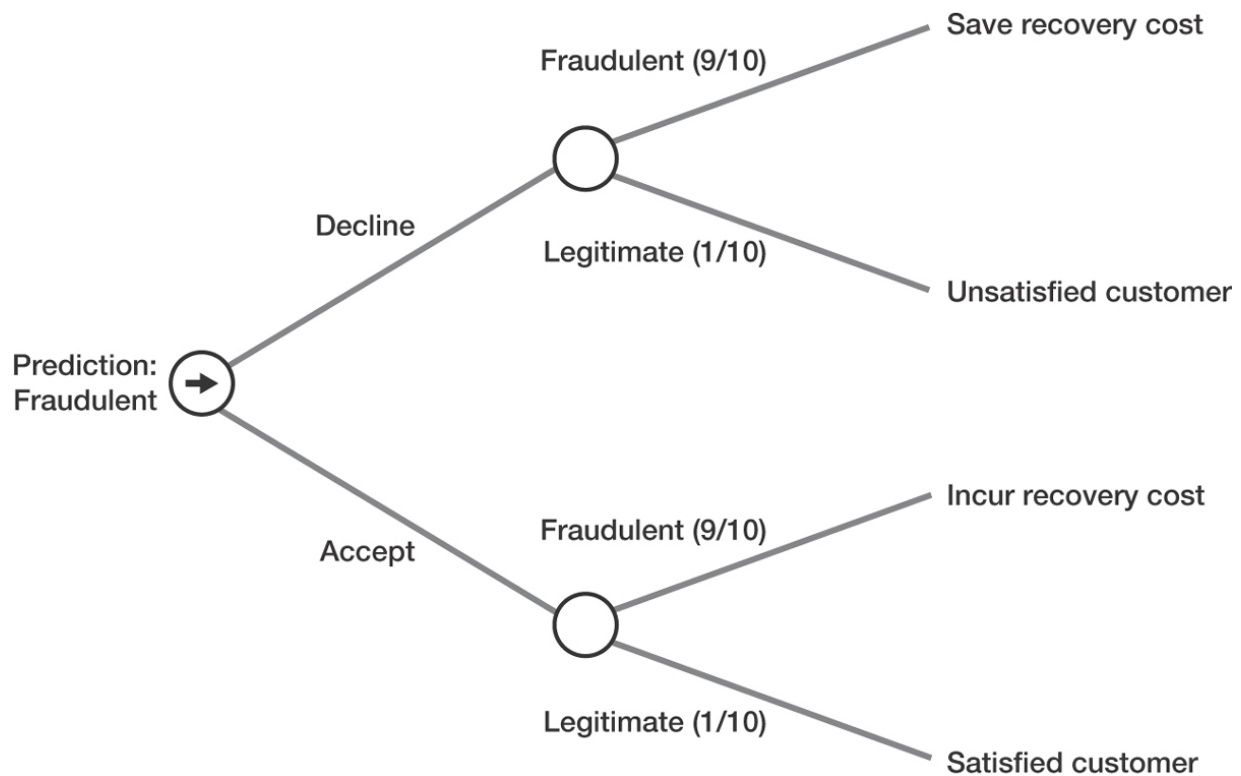 Save recovery cost
Fraudulent (9/10)
Decline
Legitimate (1/10)
Unsatisfied customer
Prediction:
Fraudulent
Incur recovery cost
Fraudulent (9/10)
Accept
Legitimate (1/10)
Satisfied customer